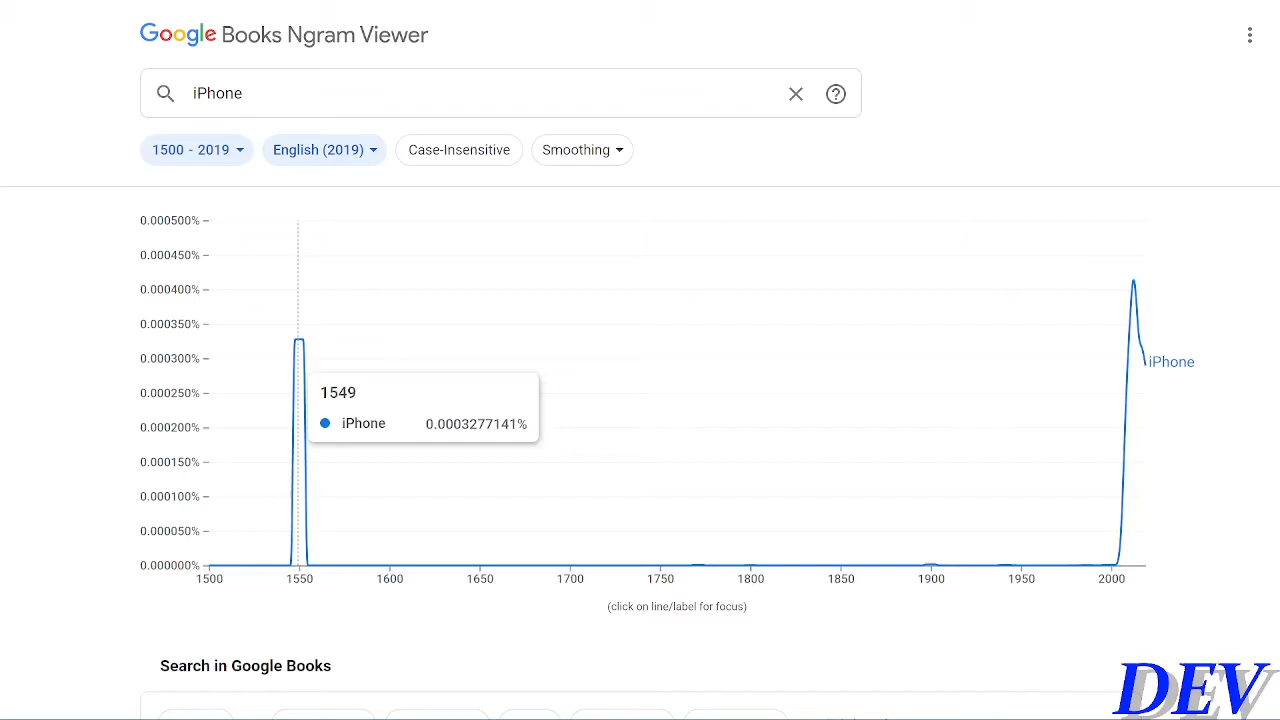 Google Books Ngram Viewer
iPhone
1500 - 2019
English (2019)
Case-Insensitive
Smoothing
0.000500%
0.000450%
0.000400%
0.000350%
0.000300%
0.000250%
0.000200%
0.000150%
0.000100%
0.000050%
0.000000%
iPhone
1549
iPhone 0.0003277141%
1500 1550 1600 1650 1700 1750 1800 1850 1900 1950 2000
(click on line/label for focus)
Search in Google Books
DEV